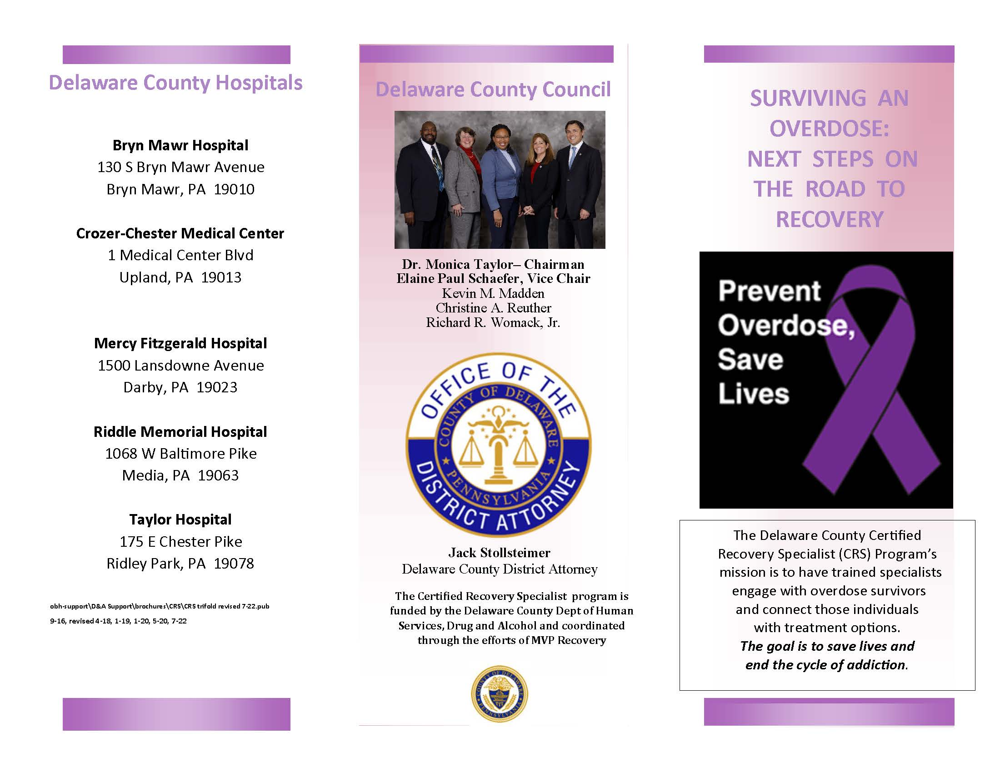 Delaware County Hospitals
Bryn Mawr Hospital
130 S Bryn Mawr Avenue
Bryn Mawr, PA  19010
Crozer-Chester Medical Center
1 Medical Center Blvd
Upland, PA  19013
Mercy Fitzgerald Hospital
1500 Lansdowne Avenue
Darby, PA  19023
Riddle Memorial Hospital
1068 W Baltimore Pike
Media, PA  19063
Taylor Hospital
175 E Chester Pike
Ridley Park, PA  19078
obh-support\D&A Support\brochures\CRS\CRS trifold revised 7-22.pub
9-16, revised 4-18, 1-19, 1-20, 5-20, 7-22
Delaware County Council
Dr. Monica Taylor– Chairman
Elaine Paul Schaefer, Vice Chair
Kevin M. Madden
Christine A. Reuther
Richard R. Womack, Jr.
OFFICE OF THE
DISTRICT ATTORNEY
COUNTY OF DELAWARE
PENNSYLVANIA
Jack Stollsteimer
Delaware County District Attorney
The Certified Recovery Specialist  program is
funded by the Delaware County Dept of Human
Services, Drug and Alcohol and coordinated
through the efforts of MVP Recovery
COUNTY OF DELAWARE
PENNSYLVANIA
SURVIVING  AN
OVERDOSE:
NEXT  STEPS  ON
THE  ROAD  TO
RECOVERY
Prevent
Overdose,
Save
Lives
The Delaware County Certified
Recovery Specialist (CRS) Program’s
mission is to have trained specialists
engage with overdose survivors
and connect those individuals
with treatment options.
The goal is to save lives and
end the cycle of addiction.